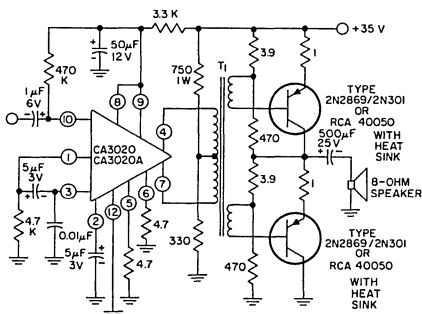 3.3 K
+35 V
50µF
12V
470
K
750
1W
T1
3.9
1
1µF
6V
8
9
10
4
TYPE
2N2869/2N301
OR
RCA 40050
WITH
HEAT
SINK
470
CA3020
CA3020A
1
500µF
25V
5µF
3V
3
7
3.9
1
8-OHM
SPEAKER
2
12
5
6
4.7
K
0.01µF
4.7
330
5µF
3V
4.7
470
TYPE
2N2869/2N301
OR
RCA 40050
WITH
HEAT
SINK